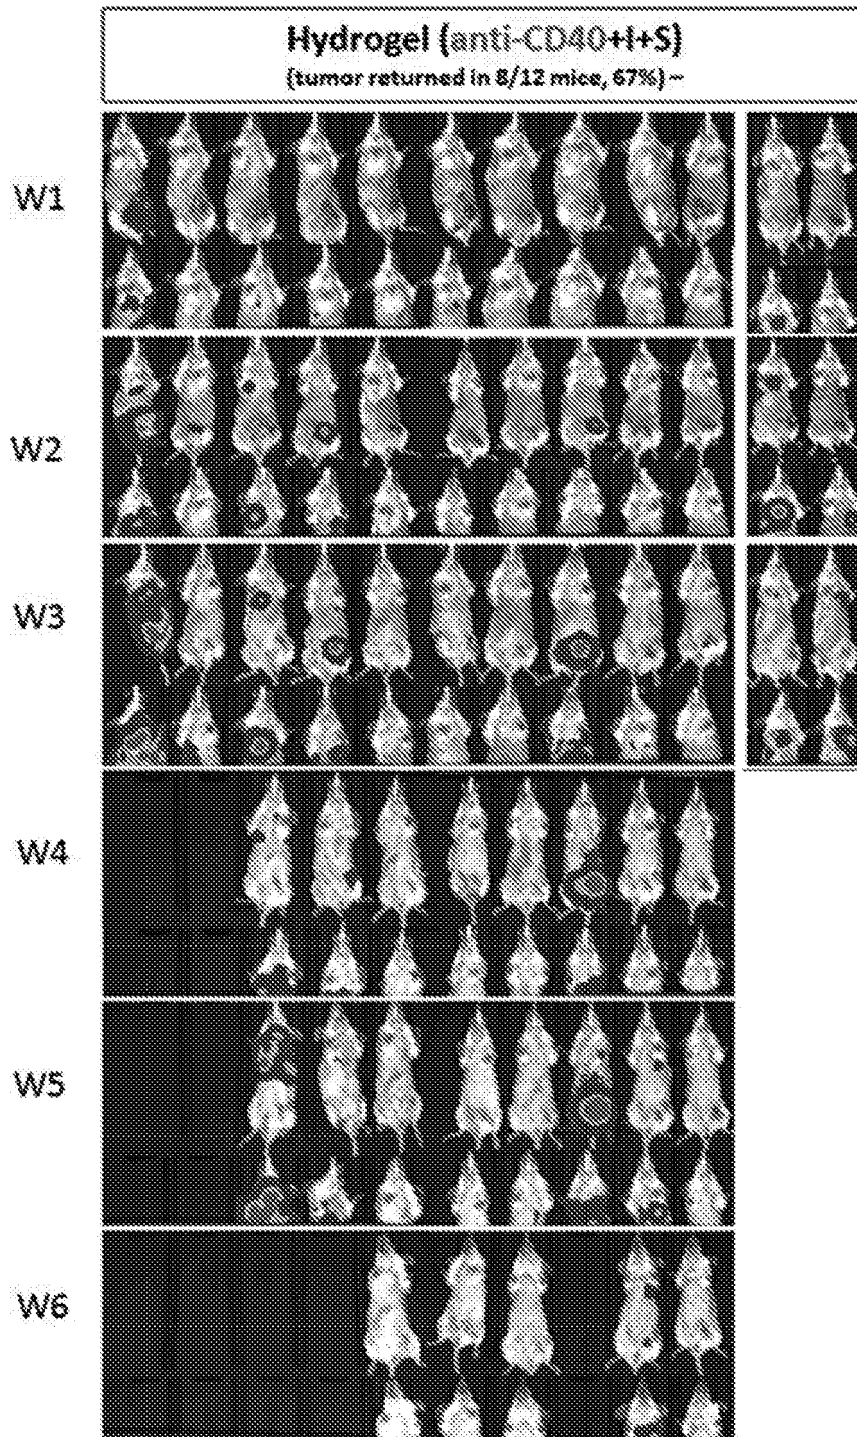 Hydrogel (anti-CD40+I+S)
(tumor returned in 8/12 mice, 67%) –
W1
W2
W3
W4
W5
W6